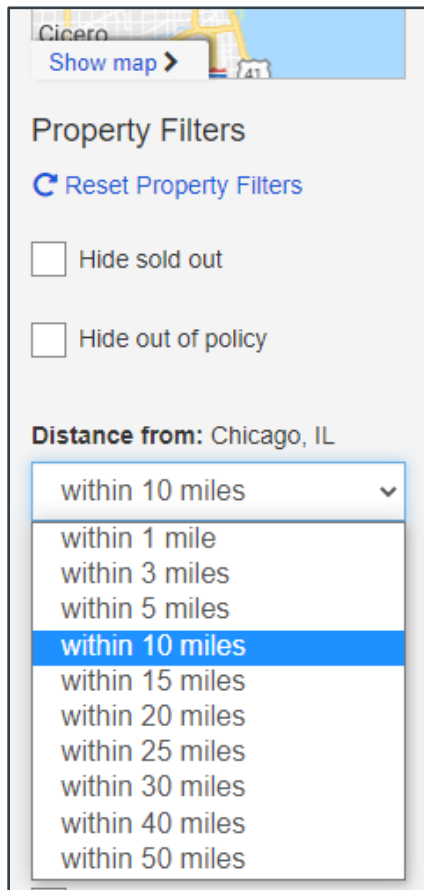 Cicero
Show map
41
Property Filters
Reset Property Filters
Hide sold out
Hide out of policy
Distance from: Chicago, IL
within 10 miles
within 1 mile
within 3 miles
within 5 miles
within 10 miles
within 15 miles
within 20 miles
within 25 miles
within 30 miles
within 40 miles
within 50 miles